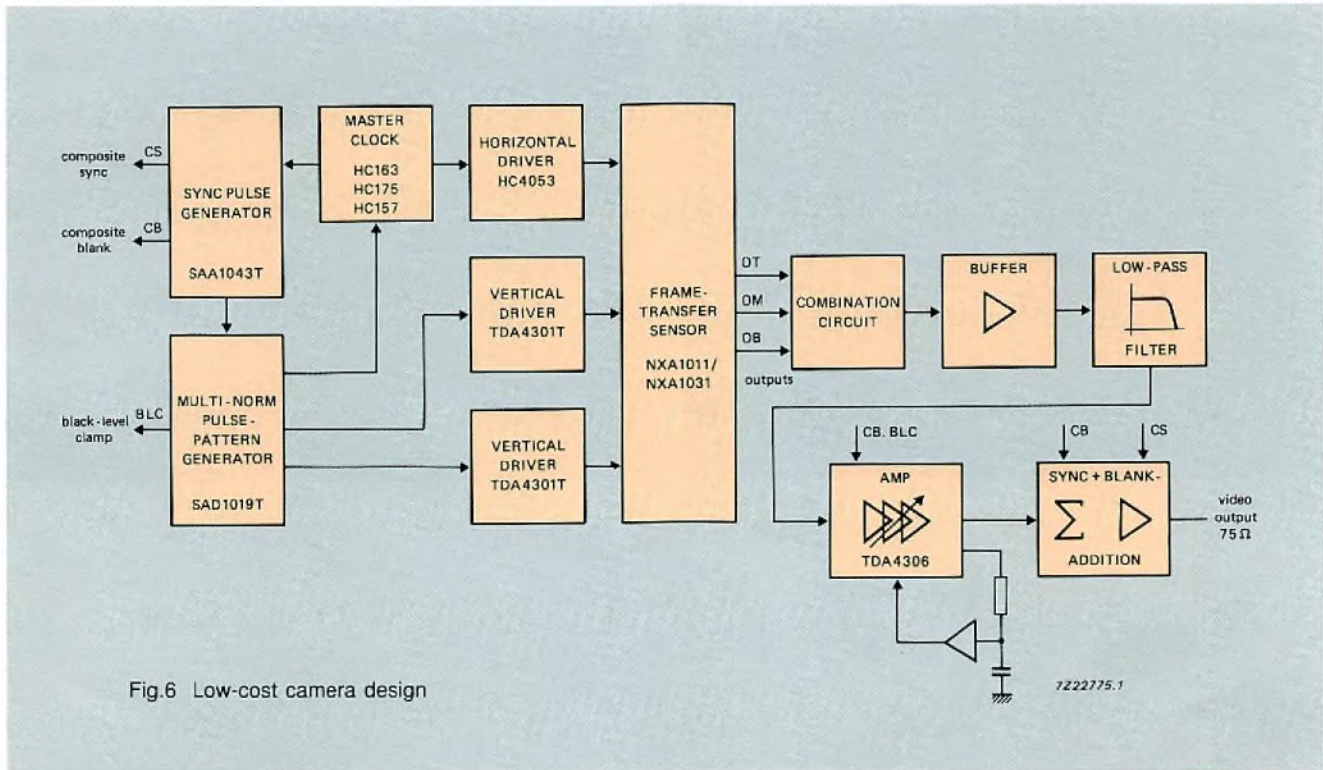 composite
sync
CS
composite
blank
CB
SYNC PULSE
GENERATOR
SAA1043T
MASTER
CLOCK
HC163
HC175
HC157
HORIZONTAL
DRIVER
HC4053
black-level
clamp
BLC
MULTI-NORM
PULSE-
PATTERN
GENERATOR
SAD1019T
VERTICAL
DRIVER
TDA4301T
VERTICAL
DRIVER
TDA4301T
FRAME-
TRANSFER
SENSOR
NXA1011/
NXA1031
OT
OM
OB
outputs
COMBINATION
CIRCUIT
BUFFER
LOW-PASS
FILTER
CB. BLC
AMP
TDA4306
CB
CS
SYNC + BLANK-
ADDITION
video
output
75Ω
Fig.6 Low-cost camera design
7Z22775.1